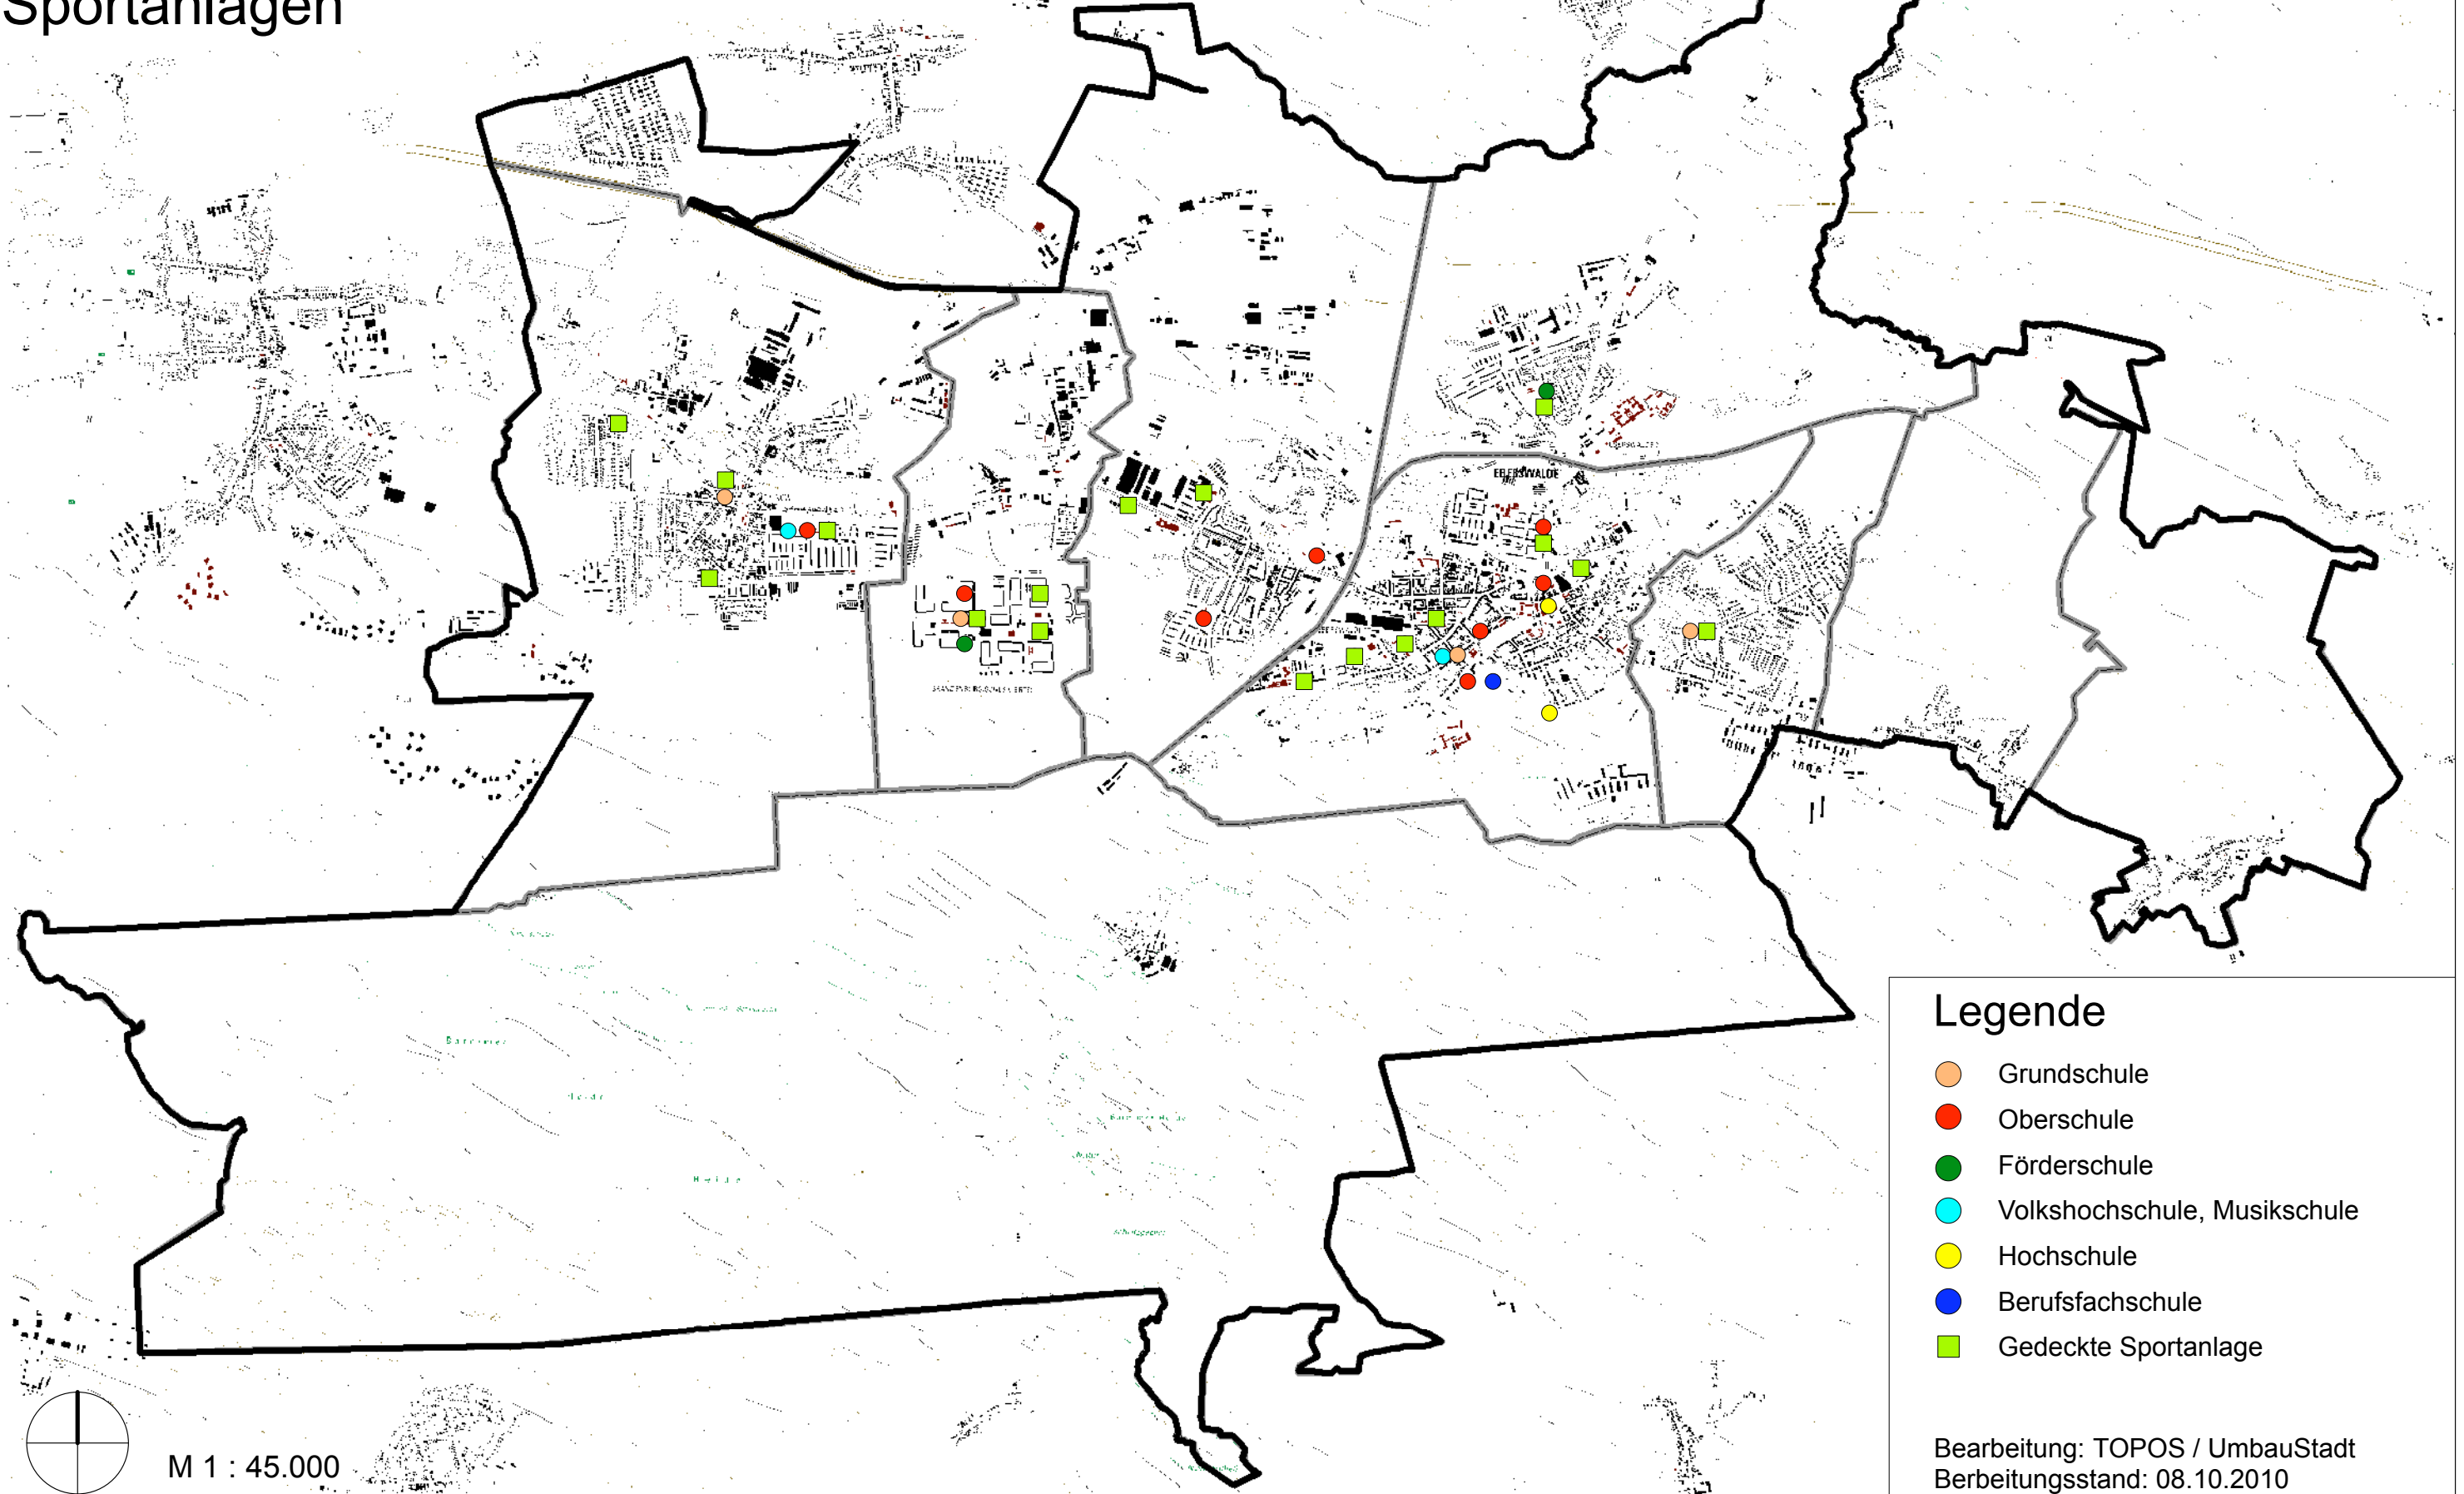 Sportanlagen
EBERSWALDE
Legende
Grundschule
Oberschule
Förderschule
Volkshochschule, Musikschule
Hochschule
Berufsfachschule
Gedeckte Sportanlage
Bearbeitung: TOPOS / UmbauStadt
Berbeitungsstand: 08.10.2010
M 1 : 45.000